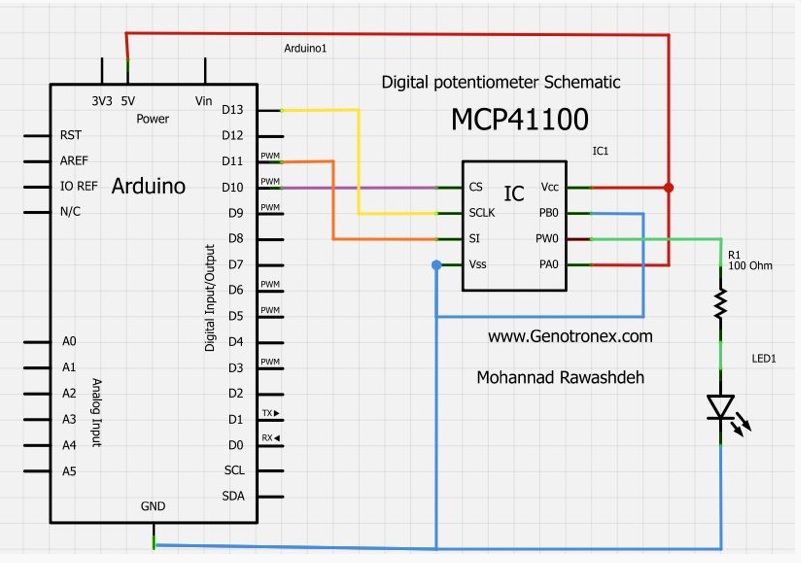 Arduino1
Digital potentiometer Schematic
MCP41100
3V3 5V Vin
Power
Arduino
RST
AREF
IO REF
N/C
A0
A1
A2
A3
A4
A5
Analog Input
GND
Digital Input/Output
D13
D12
D11 PWM
D10 PWM
D9 PWM
D8
D7
D6 PWM
D5 PWM
D4
D3 PWM
D2
D1 TX▶
D0 RX◀
SCL
SDA
IC1
IC
CS
SCLK
SI
Vss
Vcc
PB0
PW0
PA0
R1
100 Ohm
LED1
www.Genotronex.com
Mohannad Rawashdeh